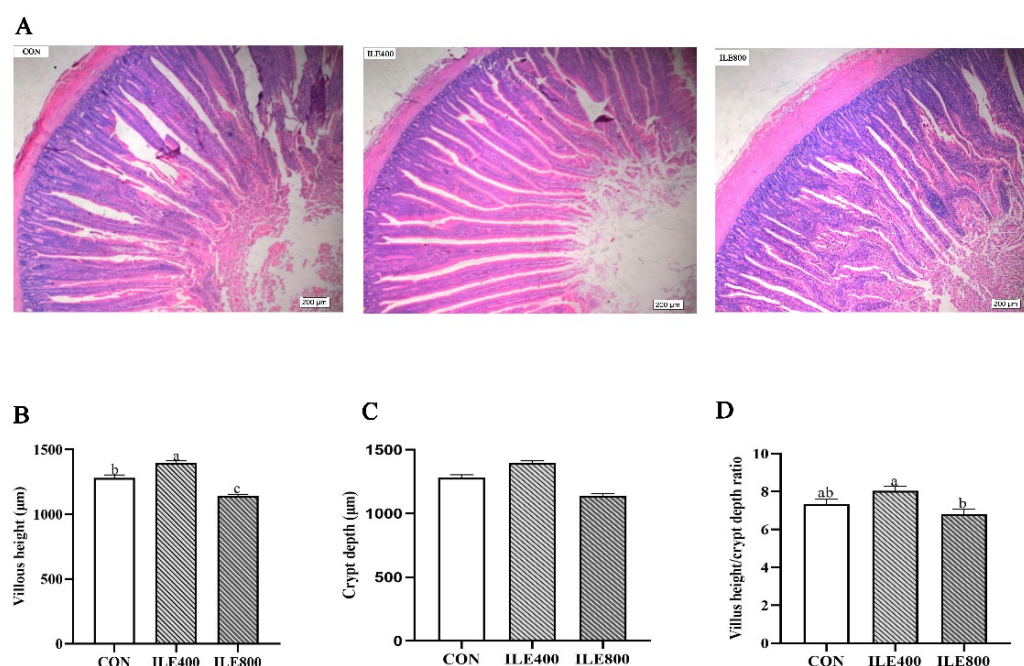 A
CON
ILE400
ILE800
200 μm
200 μm
200 μm
B
Villous height (μm)
1500
1000
500
0
b
a
c
CON ILE400 ILE800
C
Crypt depth (μm)
1500
1000
500
0
CON ILE400 ILE800
D
Villus height/crypt depth ratio
10
8
6
4
2
0
ab
a
b
CON ILE400 ILE800